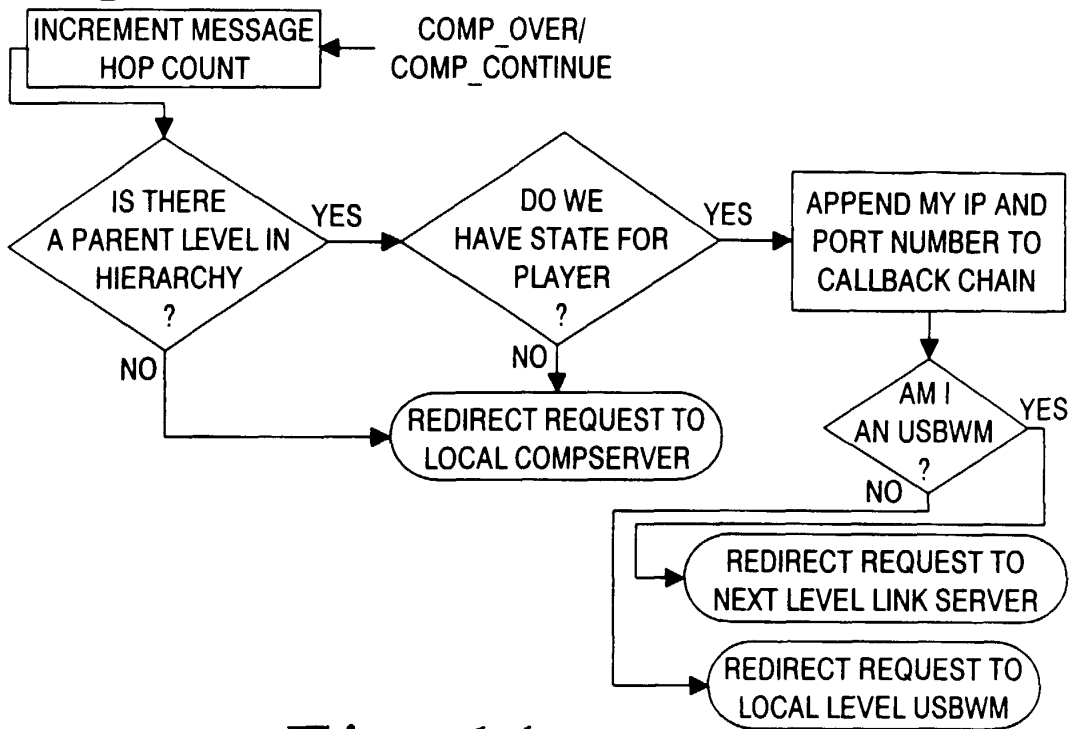 INCREMENT MESSAGE
HOP COUNT
COMP_OVER/
COMP_CONTINUE
IS THERE
A PARENT LEVEL IN
HIERARCHY
?
YES
NO
DO WE
HAVE STATE FOR
PLAYER
?
YES
NO
APPEND MY IP AND
PORT NUMBER TO
CALLBACK CHAIN
REDIRECT REQUEST TO
LOCAL COMPSERVER
AM I
AN USBWM
?
YES
NO
REDIRECT REQUEST TO
NEXT LEVEL LINK SERVER
REDIRECT REQUEST TO
LOCAL LEVEL USBWM